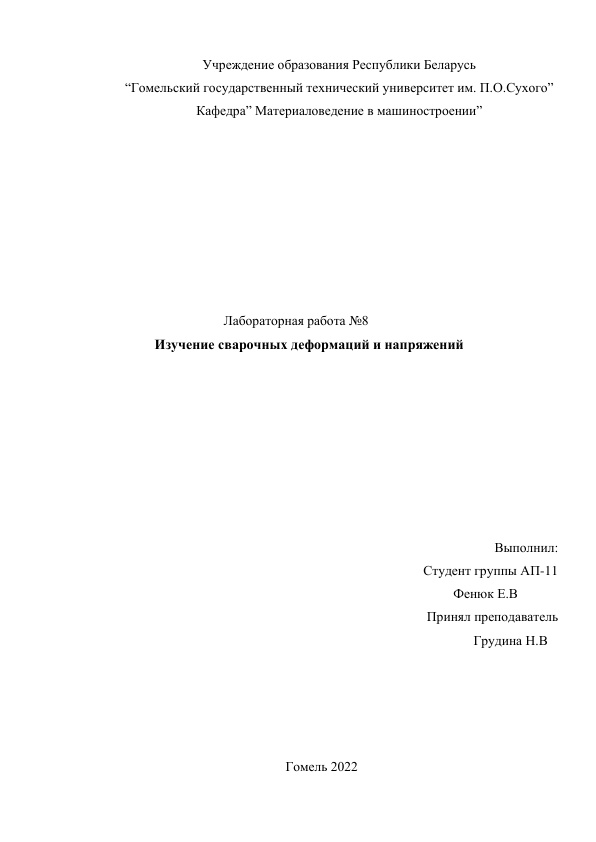 Учреждение образования Республики Беларусь
“Гомельский государственный технический университет им. П.О.Сухого”
Кафедра” Материаловедение в машиностроении”
Лабораторная работа №8
Изучение сварочных деформаций и напряжений
Выполнил:
Студент группы АП-11
Фенюк Е.В
Принял преподаватель
Грудина Н.В
Гомель 2022